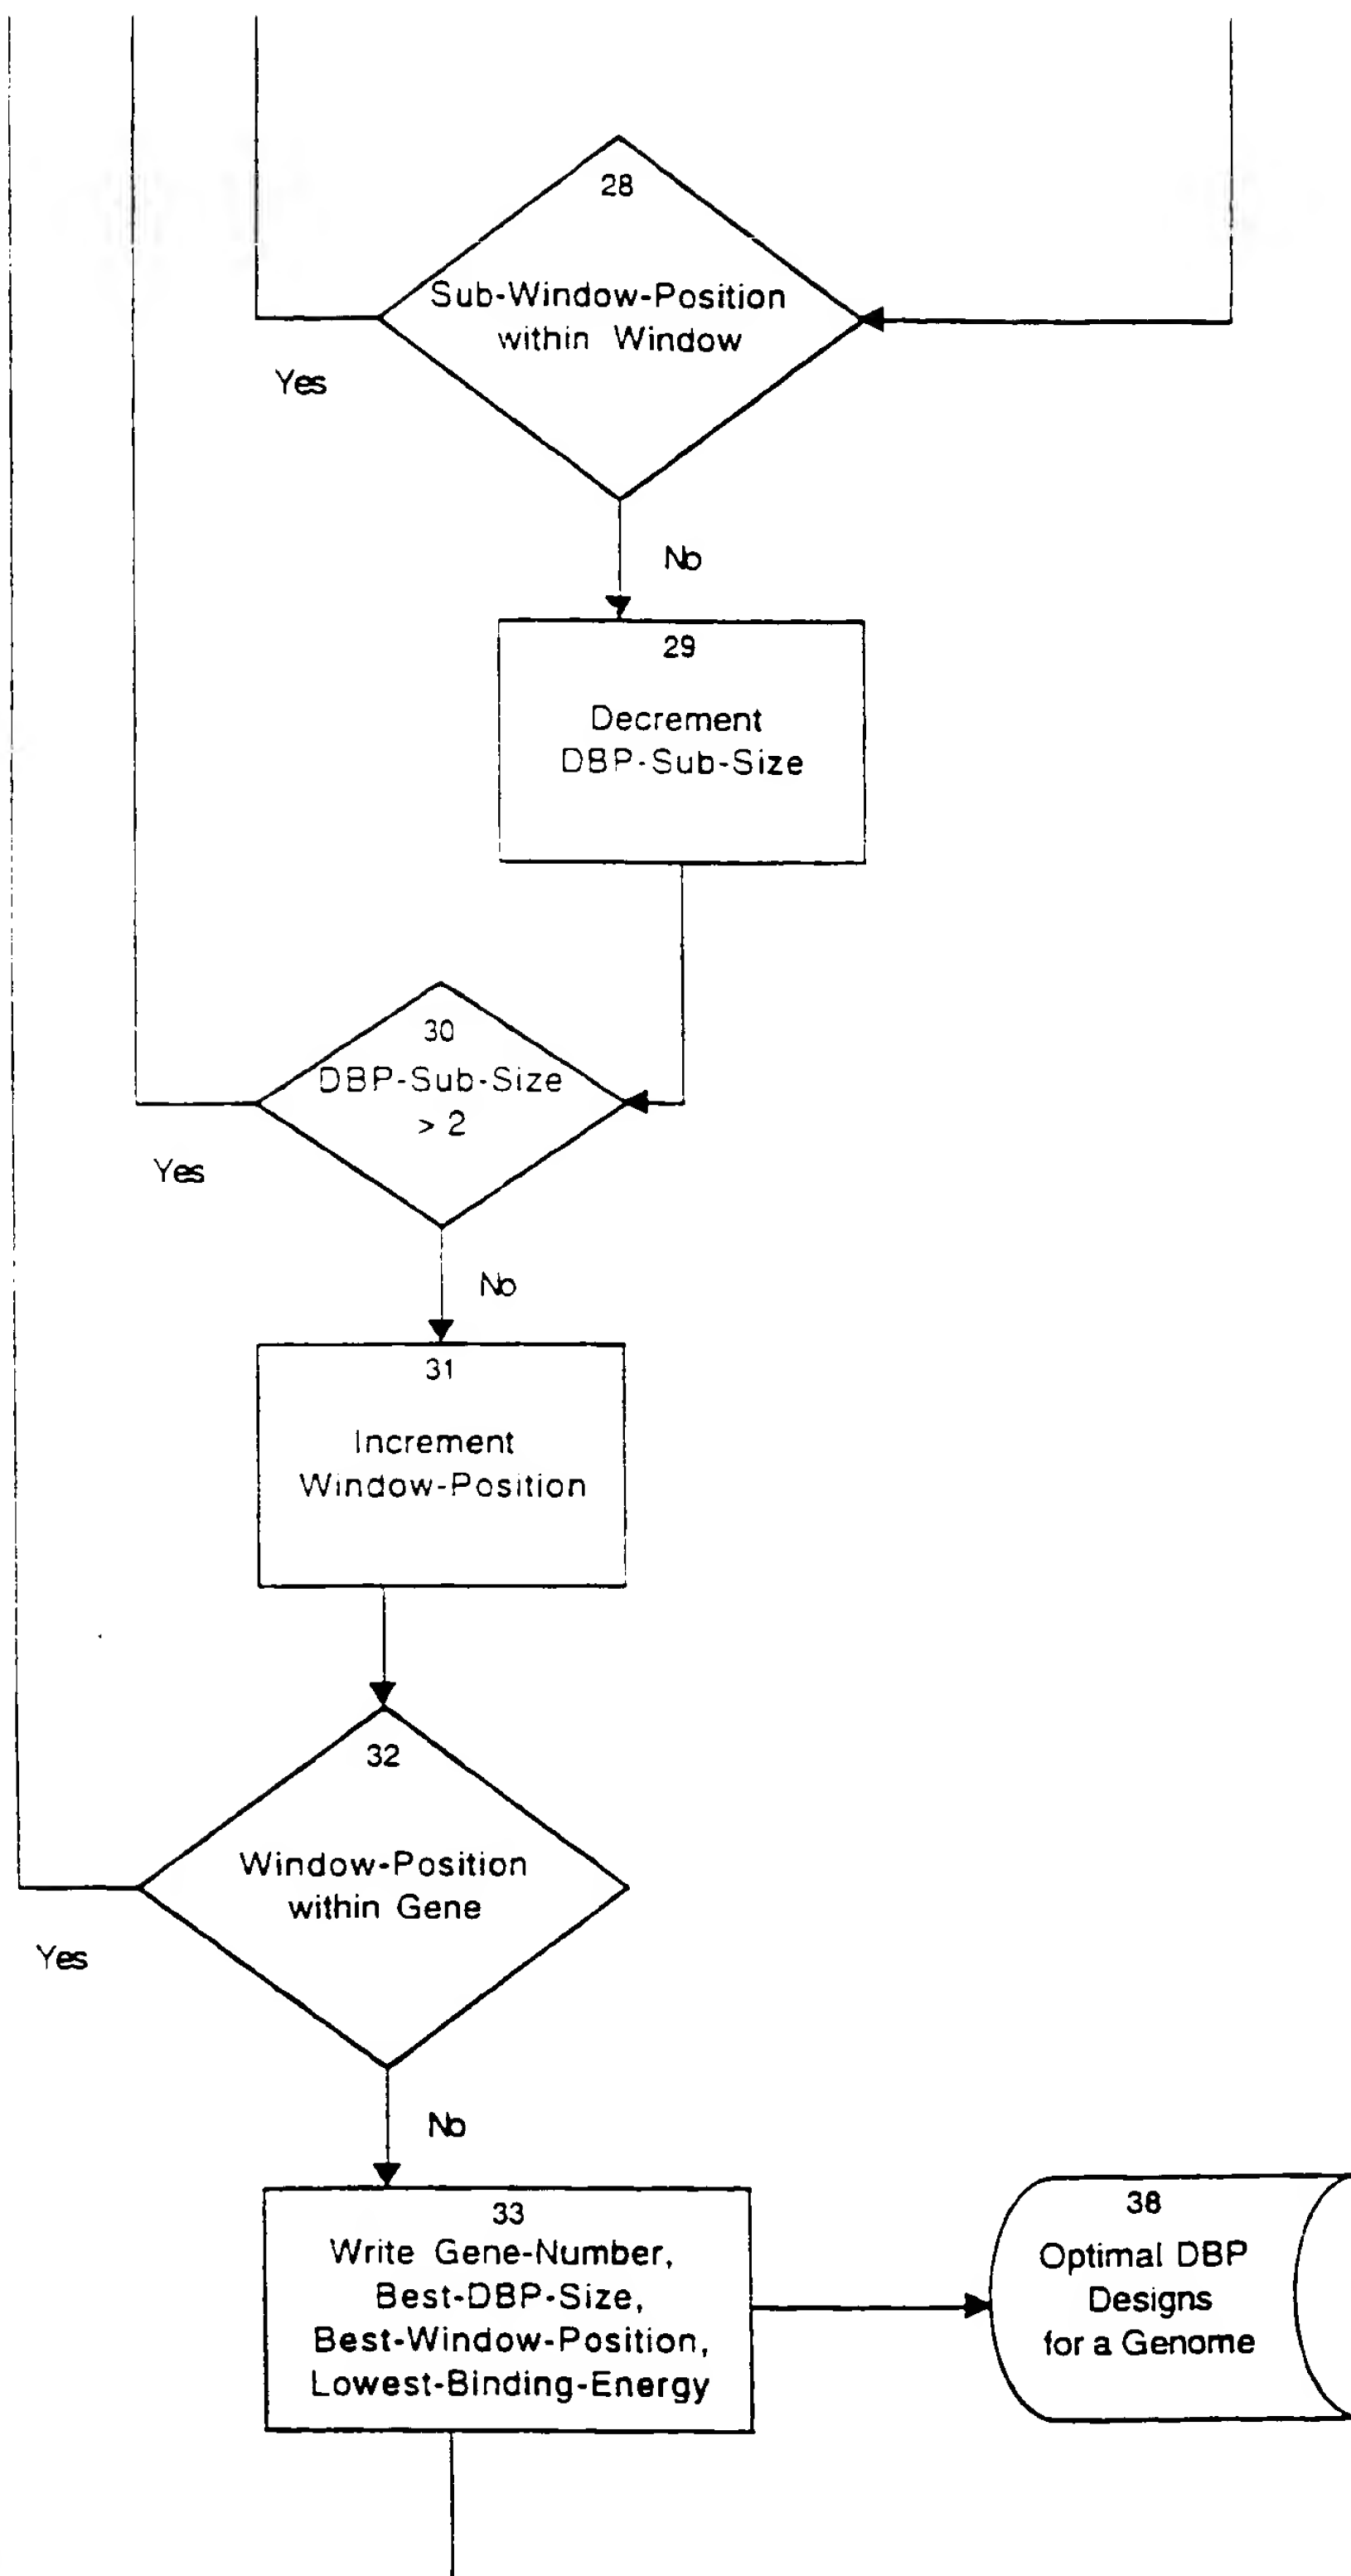 28
Sub-Window-Position
within Window
Yes
No
29
Decrement
DBP-Sub-Size
30
DBP-Sub-Size
> 2
Yes
No
31
Increment
Window-Position
32
Window-Position
within Gene
Yes
No
33
Write Gene-Number,
Best-DBP-Size,
Best-Window-Position,
Lowest-Binding-Energy
38
Optimal DBP
Designs
for a Genome